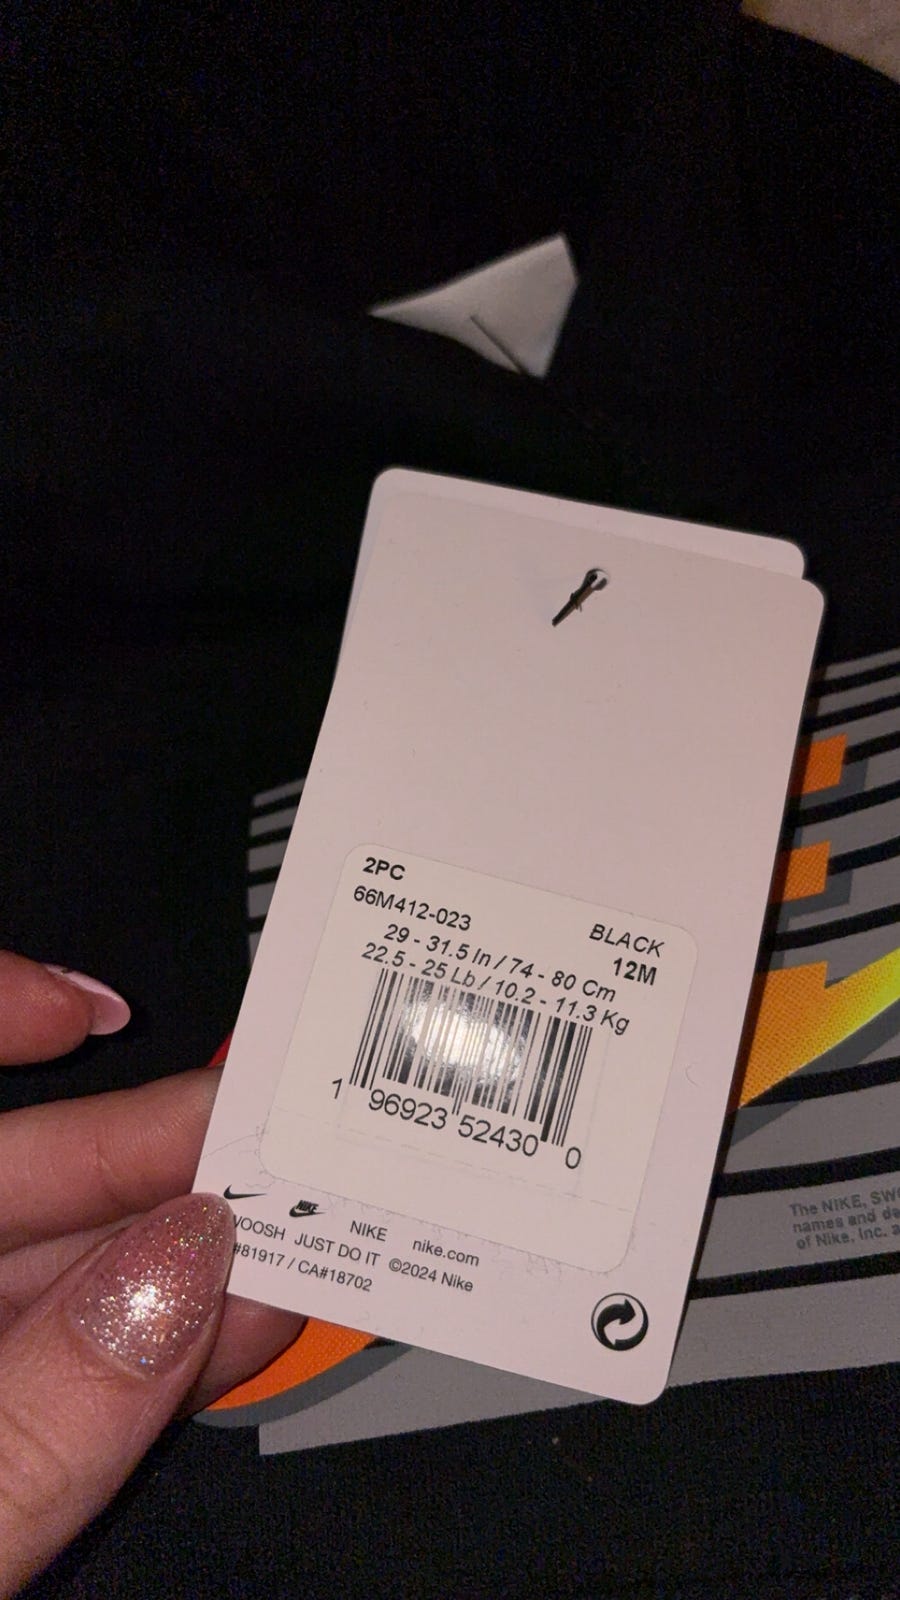 2PC
66M412-023 BLACK
29 - 31.5 In / 74 - 80 Cm 12M
22.5 - 25 Lb / 10.2 - 11.3 Kg
1 96923 52430 0
NIKE
WOOSH JUST DO IT NIKE nike.com
#81917 / CA#18702 ©2024 Nike
The NIKE, SWO
names and de
of Nike, Inc. a